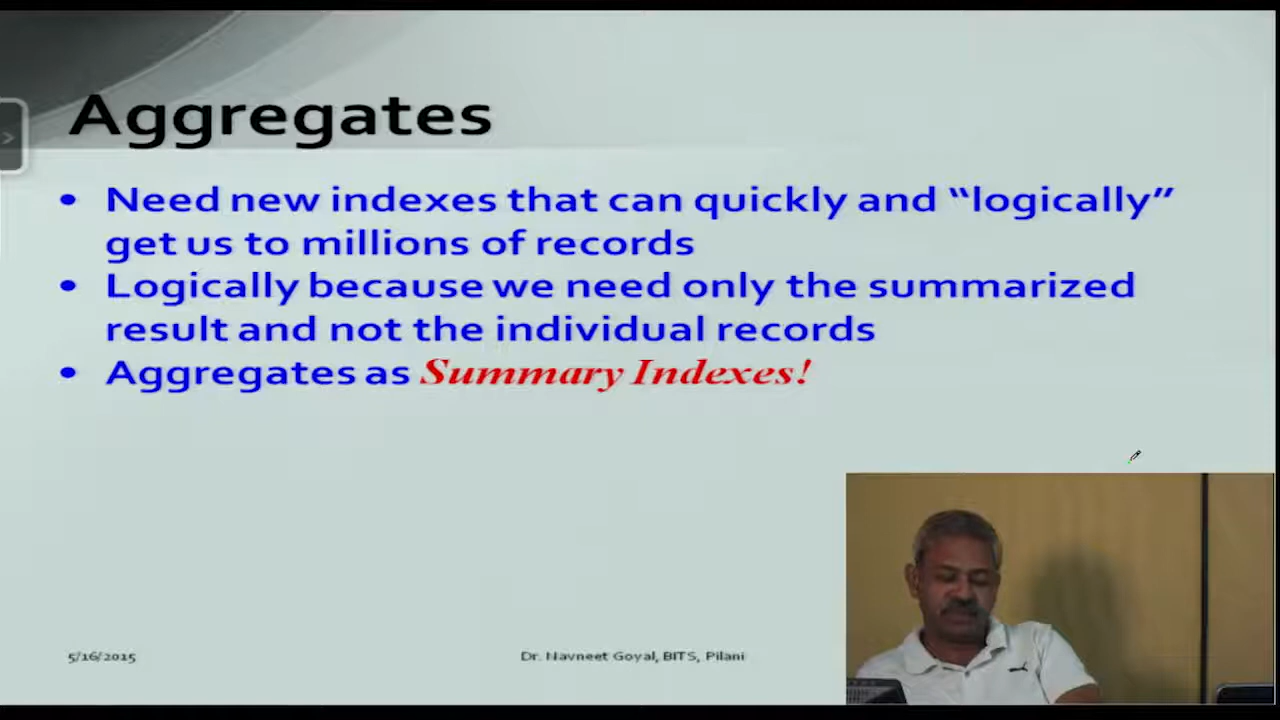 Aggregates
• Need new indexes that can quickly and “logically”
get us to millions of records
• Logically because we need only the summarized
result and not the individual records
• Aggregates as Summary Indexes!
5/16/2015
Dr. Navneet Goyal, BITS, Pilani